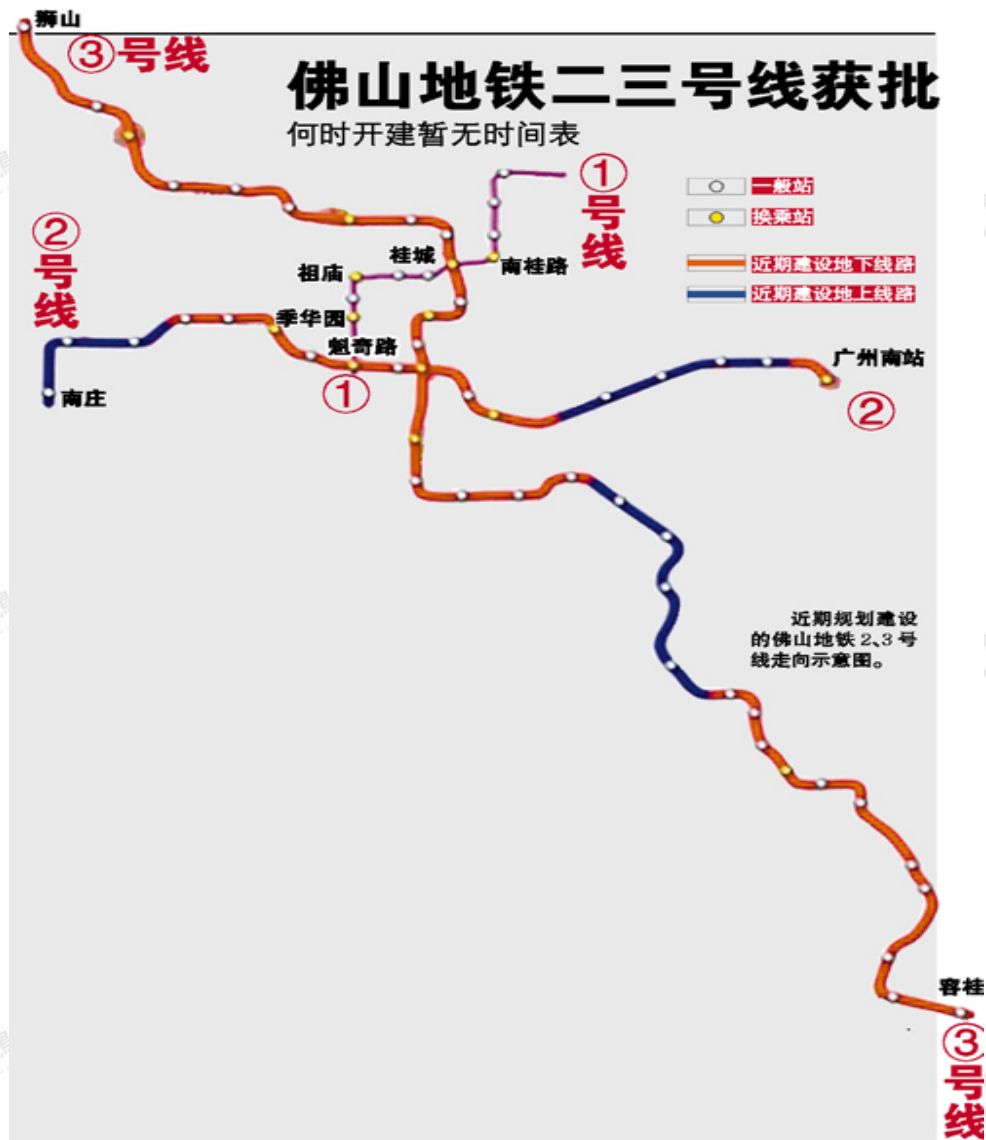 狮山
③号线
佛山地铁二三号线获批
何时开建暂无时间表
①号线
一般站
换乘站
②号线
桂城
南桂路
祖庙
近期建设地下线路
近期建设地上线路
季华园
魁奇路
广州南站
南庄
①
②
近期规划建设
的佛山地铁2、3号
线走向示意图。
容桂
③号线